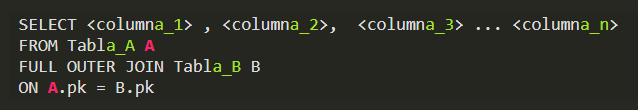 SELECT <columna_1> , <columna_2>,  <columna_3> ... <columna_n>
FROM Tabla_A A
FULL OUTER JOIN Tabla_B B
ON A.pk = B.pk